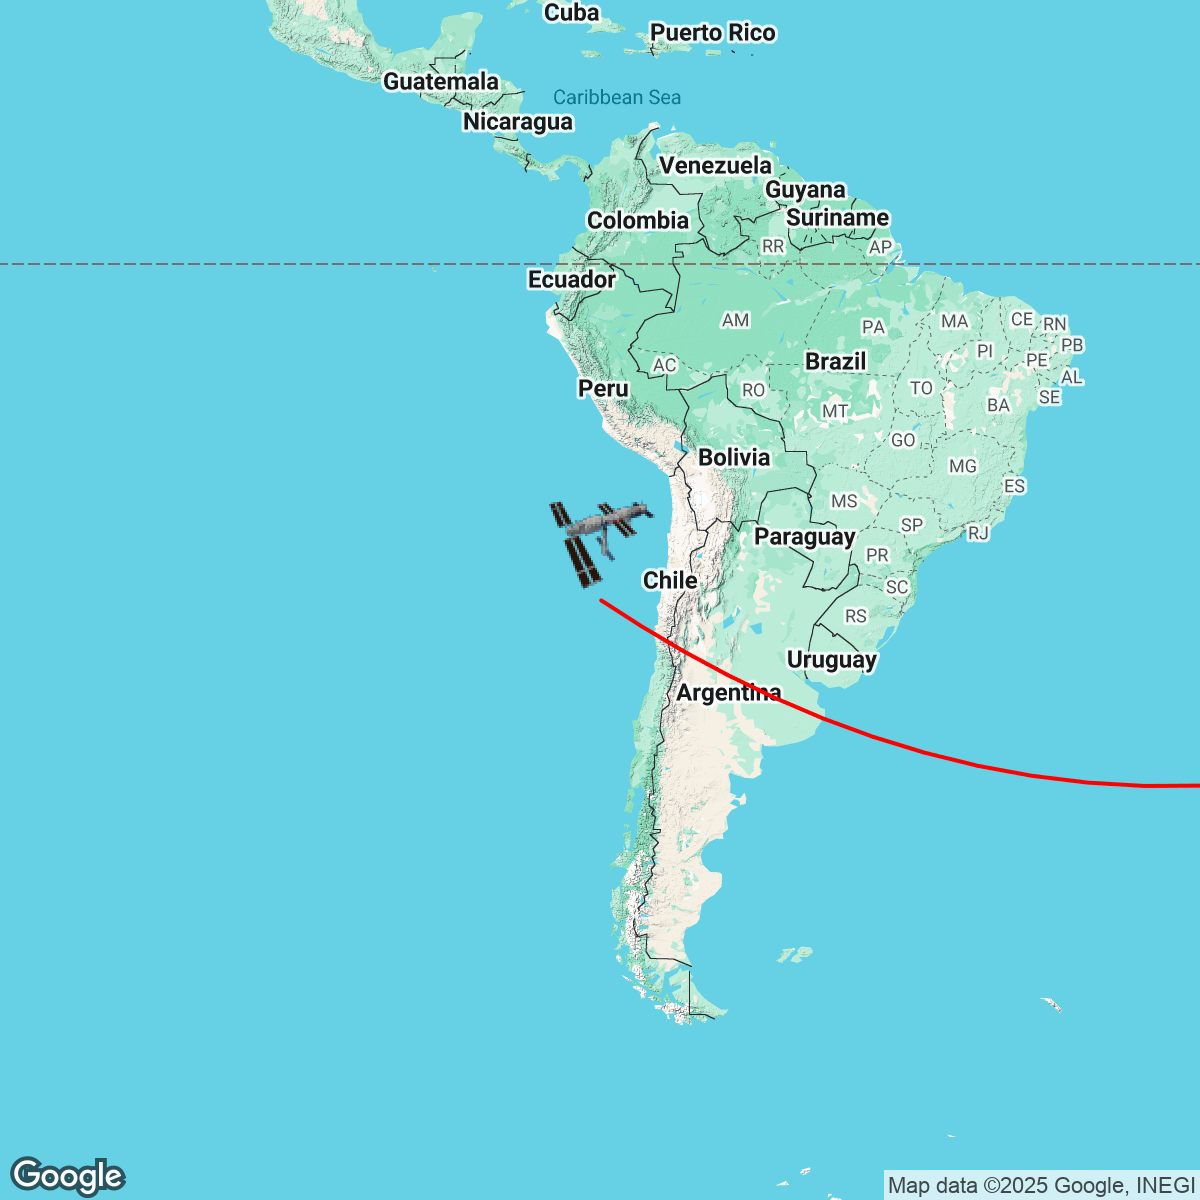 Cuba
Puerto Rico
Guatemala
Caribbean Sea
Nicaragua
Venezuela
Guyana
Colombia
Suriname
RR
AP
Ecuador
AM
PA
MA
CE
RN
PB
PI
PE
Brazil
AC
AL
Peru
RO
TO
SE
MT
BA
GO
Bolivia
MG
ES
MS
SP
RJ
Paraguay
PR
Chile
SC
RS
Uruguay
Argentina
Google
Map data ©2025 Google, INEGI